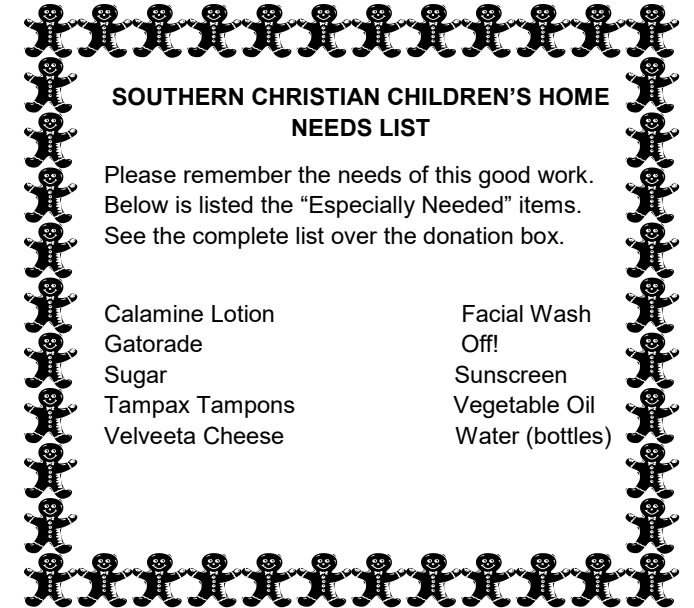 SOUTHERN CHRISTIAN CHILDREN’S HOME
NEEDS LIST
Please remember the needs of this good work.
Below is listed the “Especially Needed” items.
See the complete list over the donation box.
Calamine Lotion Facial Wash
Gatorade Off!
Sugar Sunscreen
Tampax Tampons Vegetable Oil
Velveeta Cheese Water (bottles)